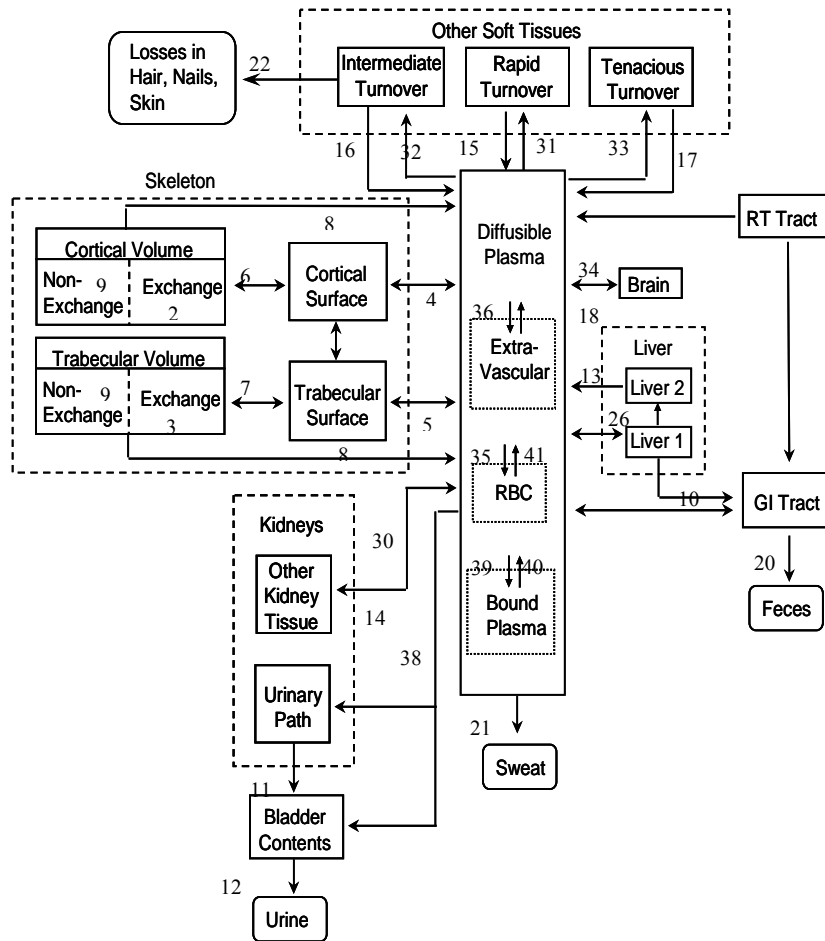 Other Soft Tissues
Losses in
Hair, Nails,
Skin
22
Intermediate
Turnover
Rapid
Turnover
Tenacious
Turnover
16
32
15
31
33
17
Skeleton
8
Cortical Volume
Non-
Exchange
9
Exchange
2
6
Cortical
Surface
4
Trabecular Volume
Non-
Exchange
9
Exchange
3
7
Trabecular
Surface
5
8
Diffusible
Plasma
36
Extra-
Vascular
35
41
RBC
39
40
Bound
Plasma
RT Tract
34
Brain
18
Liver
13
Liver 2
26
Liver 1
10
GI Tract
20
Feces
Kidneys
30
Other
Kidney
Tissue
14
38
Urinary
Path
21
Sweat
11
Bladder
Contents
12
Urine